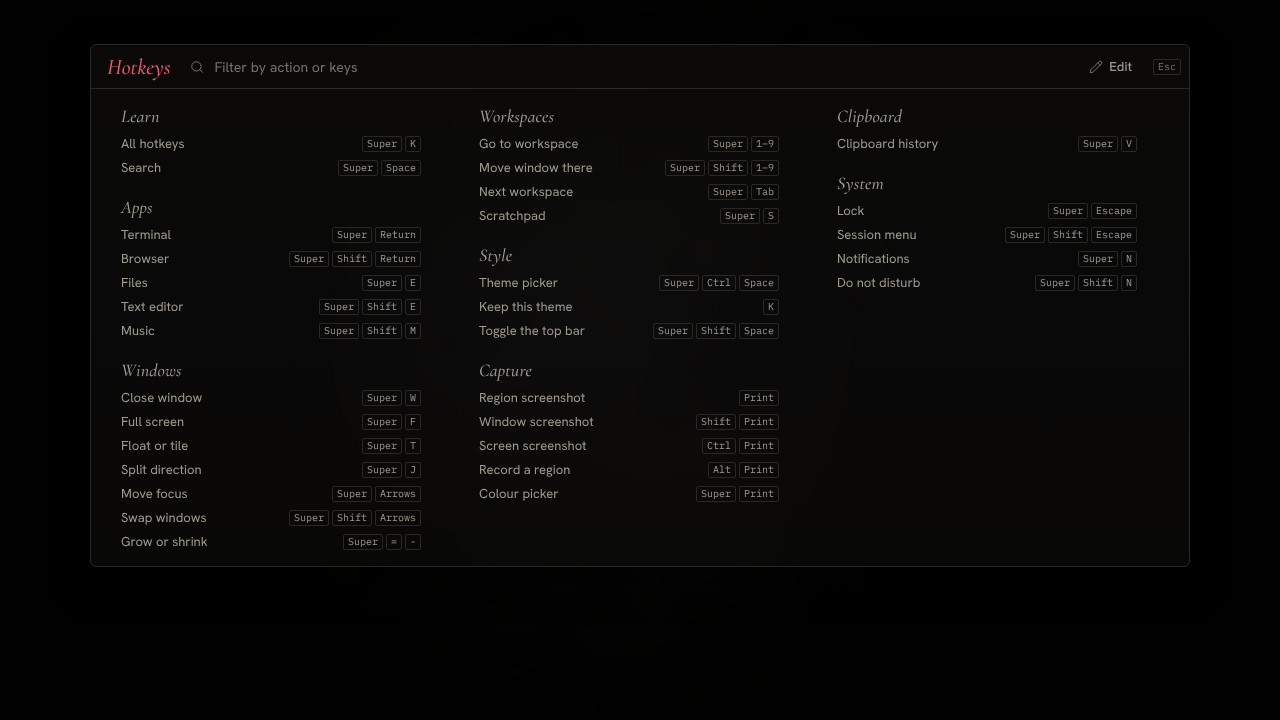 Hotkeys
Filter by action or keys
Edit
Esc
Learn
All hotkeys Super K
Search Super Space
Apps
Terminal Super Return
Browser Super Shift Return
Files Super E
Text editor Super Shift E
Music Super Shift M
Windows
Close window Super W
Full screen Super F
Float or tile Super T
Split direction Super J
Move focus Super Arrows
Swap windows Super Shift Arrows
Grow or shrink Super = -
Workspaces
Go to workspace Super 1–9
Move window there Super Shift 1–9
Next workspace Super Tab
Scratchpad Super S
Style
Theme picker Super Ctrl Space
Keep this theme K
Toggle the top bar Super Shift Space
Capture
Region screenshot Print
Window screenshot Shift Print
Screen screenshot Ctrl Print
Record a region Alt Print
Colour picker Super Print
Clipboard
Clipboard history Super V
System
Lock Super Escape
Session menu Super Shift Escape
Notifications Super N
Do not disturb Super Shift N